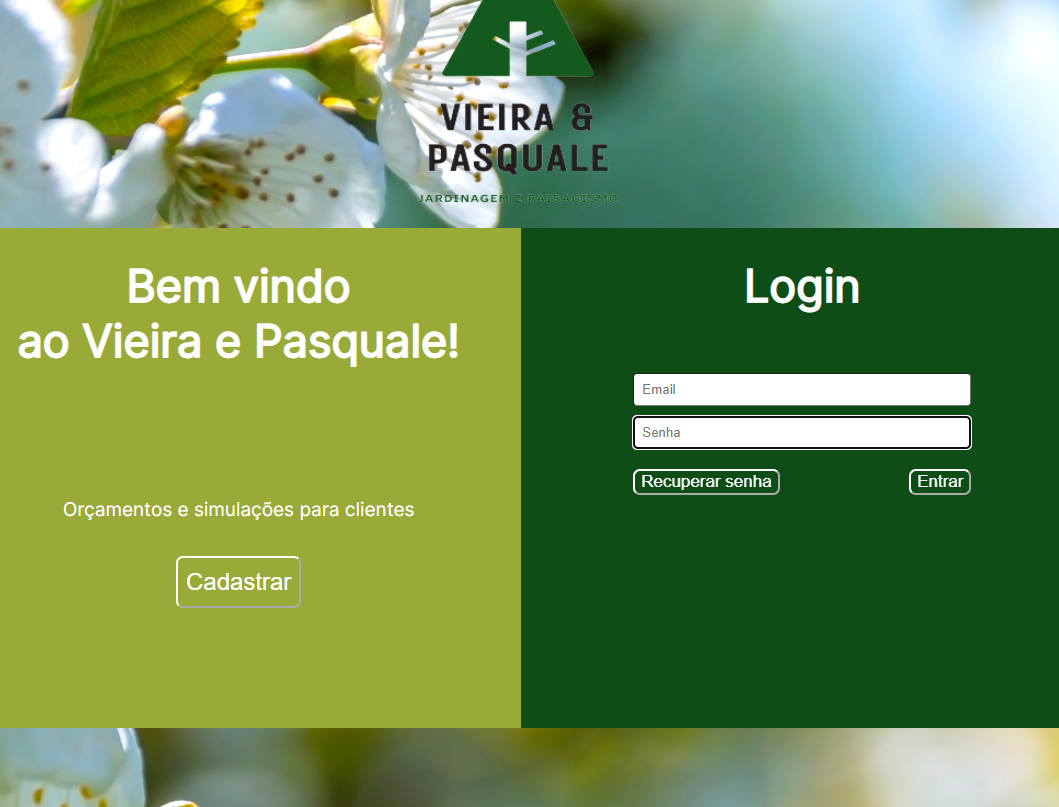 VIEIRA &
PASQUALE
JARDINAGEM E PAISAGISMO
Bem vindo
ao Vieira e Pasquale!
Orçamentos e simulações para clientes
Cadastrar
Login
Email
Senha
Recuperar senha
Entrar